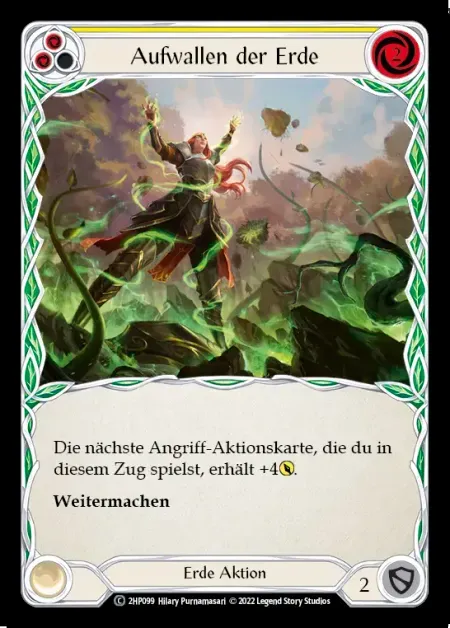 Aufwallen der Erde
2
Die nächste Angriff-Aktionskarte, die du in
diesem Zug spielst, erhält +4.
Weitermachen
Erde Aktion
2
C 2HP099 Hilary Purnamasari © 2022 Legend Story Studios